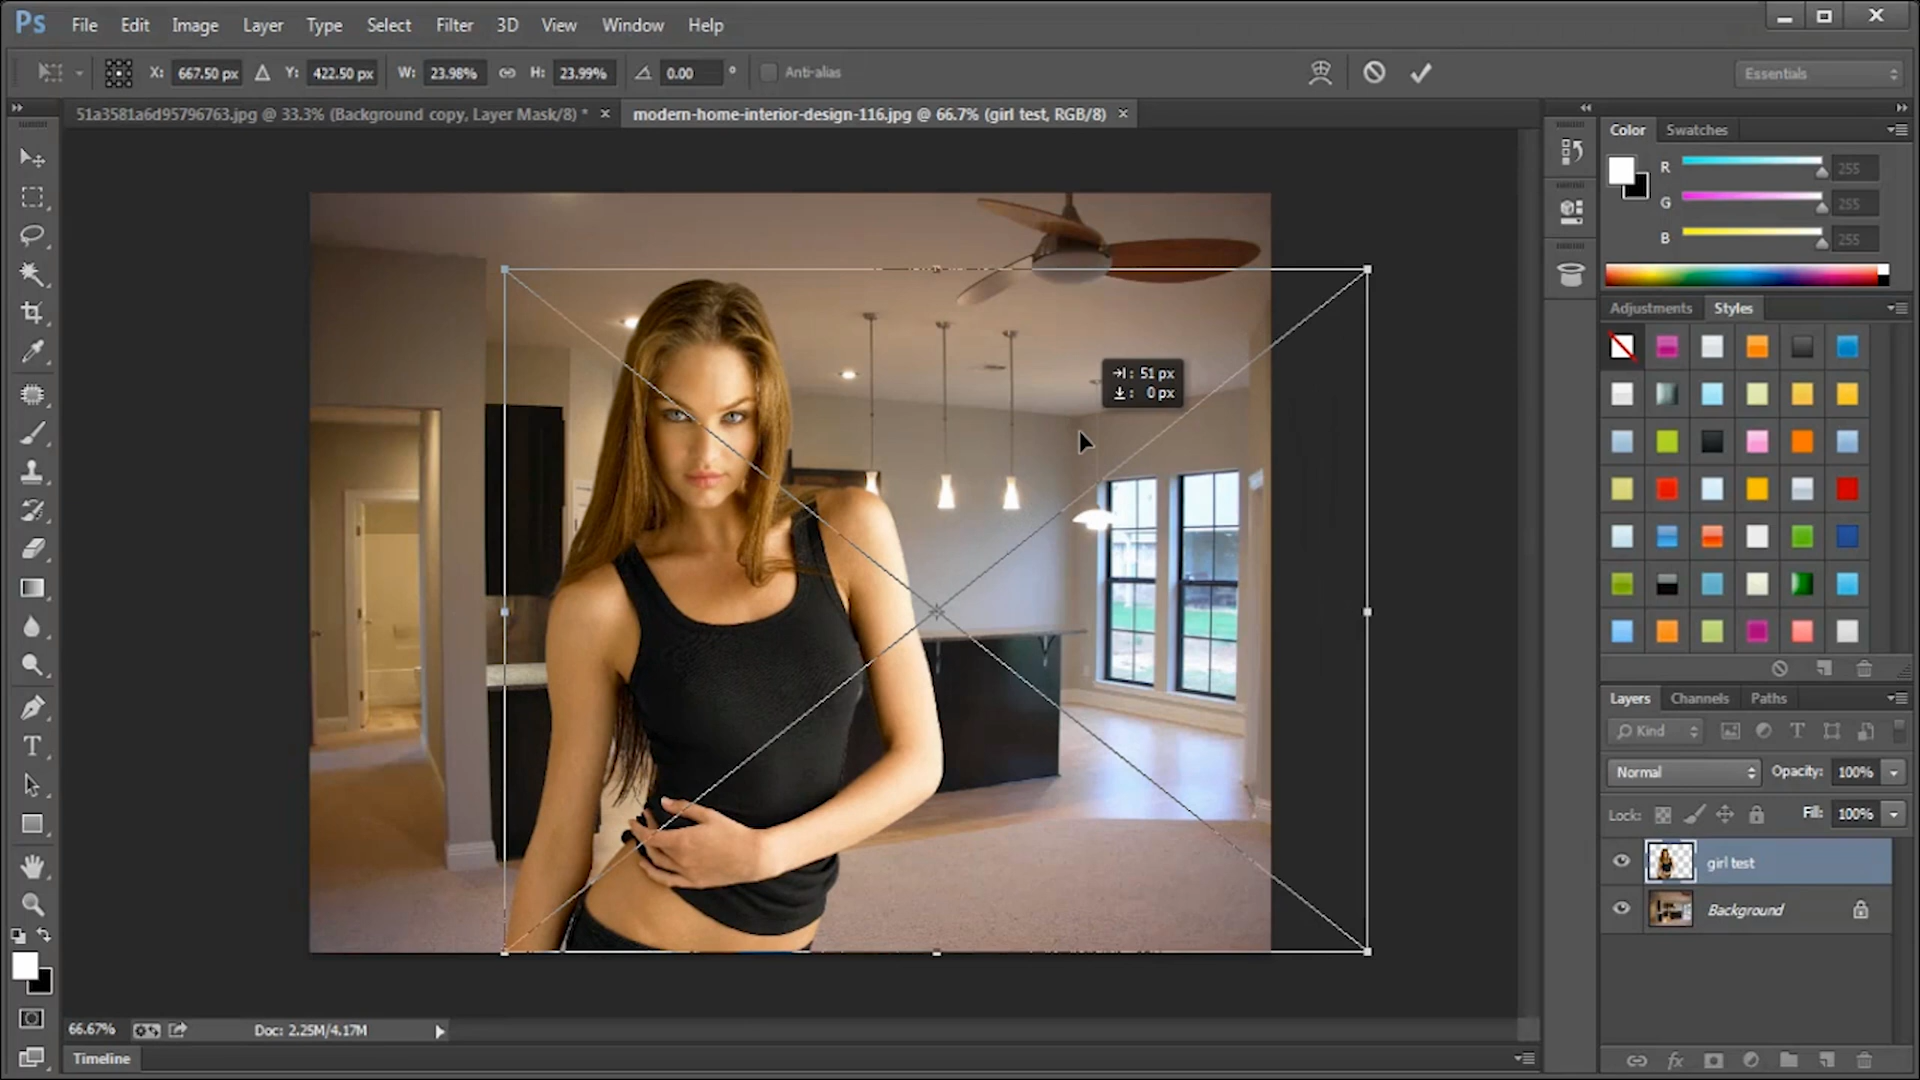 Ps File Edit Image Layer Type Select Filter 3D View Window Help
X: 667.50 px Y: 422.50 px W: 23.98% H: 23.99% 0.00 ° Anti-alias Essentials
51a3581a6d95796763.jpg @ 33.3% (Background copy, Layer Mask/8) * × modern-home-interior-design-116.jpg @ 66.7% (girl test, RGB/8) ×
Color Swatches
R 255
G 255
B 255
Adjustments Styles
: 51 px
: 0 px
Layers Channels Paths
Kind
Normal Opacity: 100%
Lock: Fill: 100%
girl test
Background
66.67% Doc: 2.25M/4.17M
Timeline